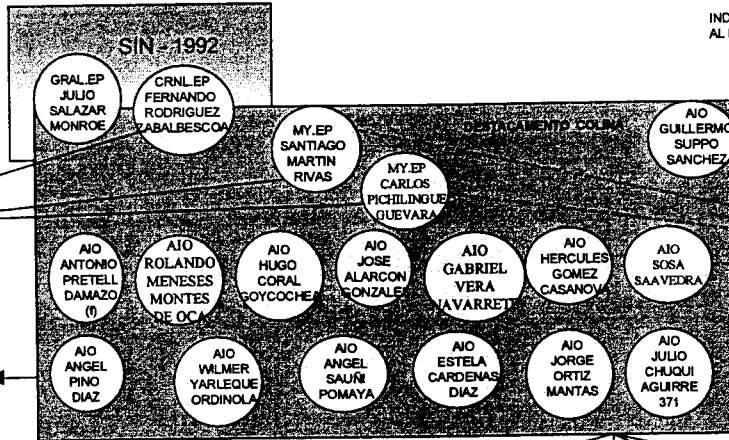 IND
AL
SIN - 1992
GRAL.EP
JULIO
SALAZAR
MONROE
CRNL.EP
FERNANDO
RODRIGUEZ
ZABALBESCOA
MY.EP
SANTIAGO
MARTIN
RIVAS
DESTACAMENTO COLINA
AIO
GUILLERMO
SUPPO
SANCHEZ
MY.EP
CARLOS
PICHILINGUE
GUEVARA
AIO
ANTONIO
PRETELL
DAMAZO
(f)
AIO
ROLANDO
MENESES
MONTES
DE OCA
AIO
HUGO
CORAL
GOYCOCHEA
AIO
JOSE
ALARCON
GONZALES
AIO
GABRIEL
VERA
NAVARRETE
AIO
HERCULES
GOMEZ
CASANOVA
AIO
SOSA
SAAVEDRA
AIO
ANGEL
PINO
DIAZ
AIO
WILMER
YARLEQUE
ORDINOLA
AIO
ANGEL
SAUÑI
POMAYA
AIO
ESTELA
CARDENAS
DIAZ
AIO
JORGE
ORTIZ
MANTAS
AIO
JULIO
CHUQUI
AGUIRRE
371